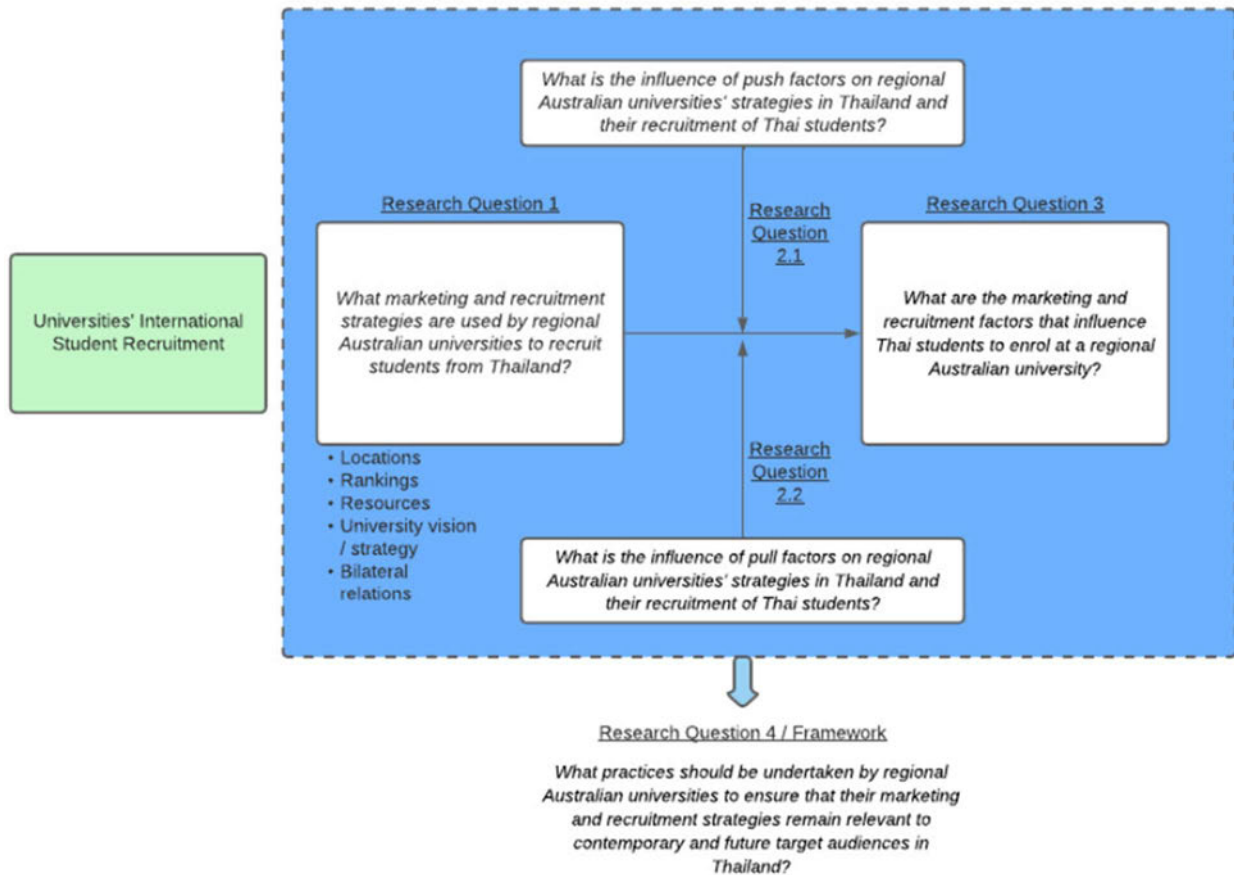 What is the influence of push factors on regional
Australian universities' strategies in Thailand and
their recruitment of Thai students?
Research Question 1
Research
Question
2.1
Research Question 3
Universities' International
Student Recruitment
What marketing and recruitment
strategies are used by regional
Australian universities to recruit
students from Thailand?
What are the marketing and
recruitment factors that influence
Thai students to enrol at a regional
Australian university?
• Locations
• Rankings
• Resources
• University vision
/ strategy
• Bilateral
relations
Research
Question
2.2
What is the influence of pull factors on regional
Australian universities' strategies in Thailand and
their recruitment of Thai students?
Research Question 4 / Framework
What practices should be undertaken by regional
Australian universities to ensure that their marketing
and recruitment strategies remain relevant to
contemporary and future target audiences in
Thailand?